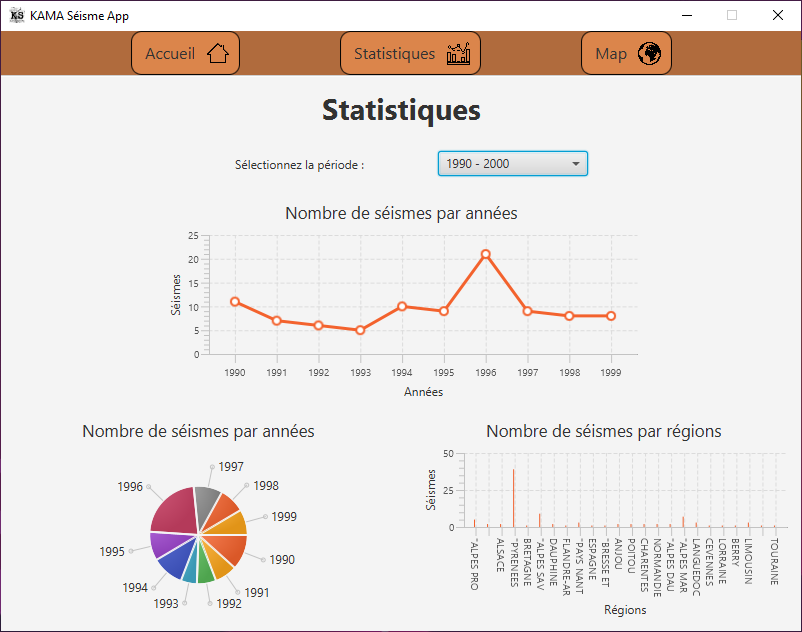 KAMA Séisme App
Accueil
Statistiques
Map
Statistiques
Sélectionnez la période :
1990 - 2000
Nombre de séismes par années
25
20
15
10
5
0
Séismes
1990 1991 1992 1993 1994 1995 1996 1997 1998 1999
Années
Nombre de séismes par années
1997
1998
1999
1990
1991
1992
1993
1994
1995
1996
Nombre de séismes par régions
50
25
0
Séismes
"ALPES PRO
ALSACE
"PYRENEES
BRETAGNE
"ALPES SAV
DAUPHINE
FLANDRE-AR
"PAYS NANT
ESPAGNE
"BRESSE ET
ANJOU
POITOU
CHARENTES
NORMANDIE
"ALPES DAU
"ALPES MAR
LANGUEDOC
CEVENNES
LORRAINE
BERRY
LIMOUSIN
TOURAINE
Régions